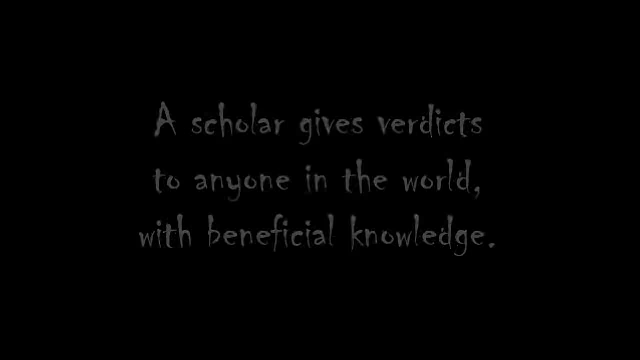 A scholar gives verdicts
to anyone in the world,
with beneficial knowledge.